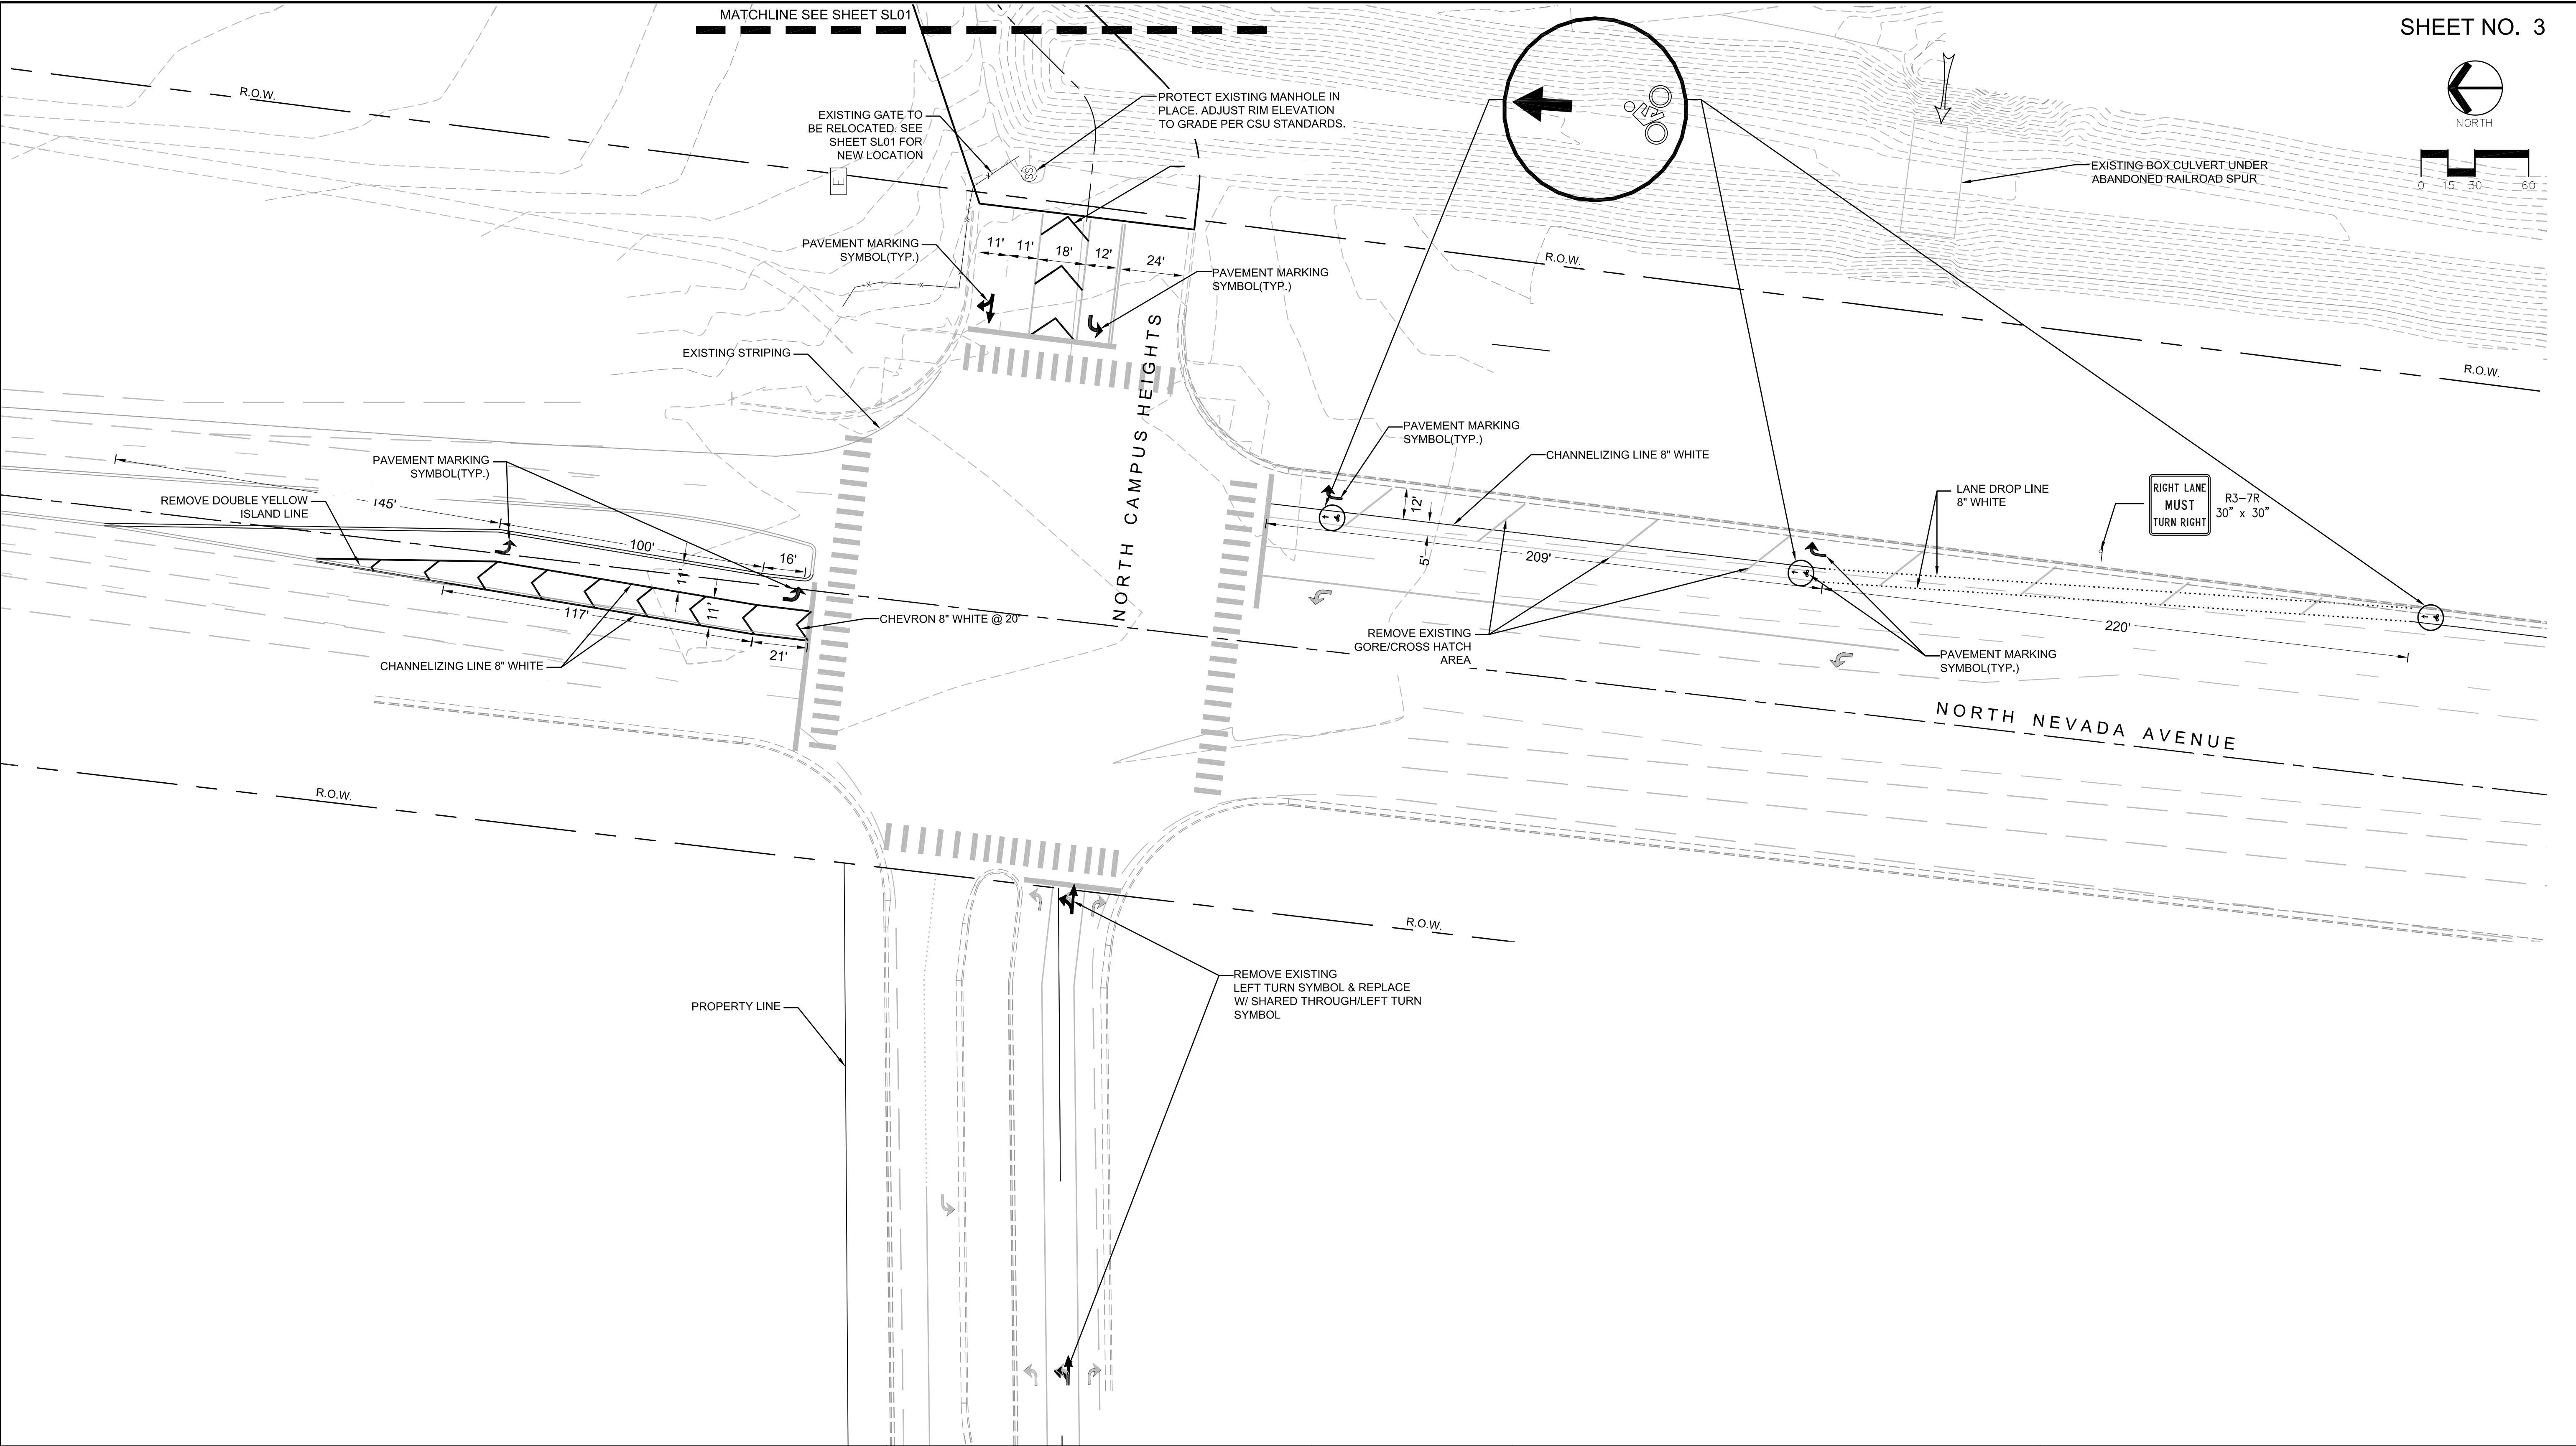 MATCHLINE SEE SHEET SL01
SHEET NO. 3
NORTH
0 15 30 60
R.O.W.
EXISTING GATE TO
BE RELOCATED. SEE
SHEET SL01 FOR
NEW LOCATION
PROTECT EXISTING MANHOLE IN
PLACE. ADJUST RIM ELEVATION
TO GRADE PER CSU STANDARDS.
SS
E
EXISTING BOX CULVERT UNDER
ABANDONED RAILROAD SPUR
PAVEMENT MARKING
SYMBOL(TYP.)
11' 11' 18' 12' 24'
PAVEMENT MARKING
SYMBOL(TYP.)
R.O.W.
R.O.W.
EXISTING STRIPING
NORTH CAMPUS HEIGHTS
PAVEMENT MARKING
SYMBOL(TYP.)
REMOVE DOUBLE YELLOW
ISLAND LINE
145'
100'
16'
11'
11'
117'
21'
CHEVRON 8" WHITE @ 20'
CHANNELIZING LINE 8" WHITE
PAVEMENT MARKING
SYMBOL(TYP.)
CHANNELIZING LINE 8" WHITE
12'
5'
209'
LANE DROP LINE
8" WHITE
RIGHT LANE
MUST
TURN RIGHT
R3-7R
30" x 30"
REMOVE EXISTING
GORE/CROSS HATCH
AREA
220'
PAVEMENT MARKING
SYMBOL(TYP.)
NORTH NEVADA AVENUE
R.O.W.
R.O.W.
PROPERTY LINE
REMOVE EXISTING
LEFT TURN SYMBOL & REPLACE
W/ SHARED THROUGH/LEFT TURN
SYMBOL